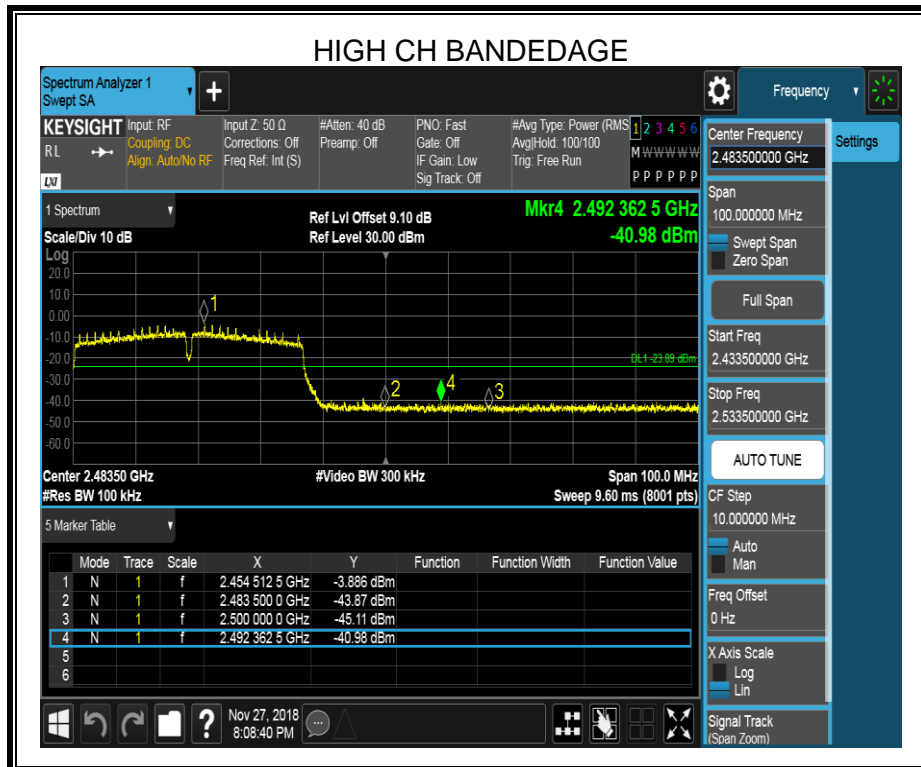 HIGH CH BANDEDAGE
Spectrum Analyzer 1
Swept SA
+
Frequency
KEYSIGHT
RL
LXI
Input: RF
Coupling: DC
Align: Auto/No RF
Input Z: 50 Ω
Corrections: Off
Freq Ref: Int (S)
#Atten: 40 dB
Preamp: Off
PNO: Fast
Gate: Off
IF Gain: Low
Sig Track: Off
#Avg Type: Power (RMS
Avg|Hold: 100/100
Trig: Free Run
1 2 3 4 5 6
M W W W W W
P P P P P P
1 Spectrum
Scale/Div 10 dB
Ref Lvl Offset 9.10 dB
Ref Level 30.00 dBm
Mkr4 2.492 362 5 GHz
-40.98 dBm
Log
20.0
10.0
0.00
-10.0
-20.0
-30.0
-40.0
-50.0
-60.0
1
2
4
3
DL1 -23.89 dBm
Center 2.48350 GHz
#Res BW 100 kHz
#Video BW 300 kHz
Span 100.0 MHz
Sweep 9.60 ms (8001 pts)
5 Marker Table
Mode Trace Scale X Y Function Function Width Function Value
1 N 1 f 2.454 512 5 GHz -3.886 dBm
2 N 1 f 2.483 500 0 GHz -43.87 dBm
3 N 1 f 2.500 000 0 GHz -45.11 dBm
4 N 1 f 2.492 362 5 GHz -40.98 dBm
5
6
?
Nov 27, 2018
8:08:40 PM
Settings
Center Frequency
2.483500000 GHz
Span
100.000000 MHz
Swept Span
Zero Span
Full Span
Start Freq
2.433500000 GHz
Stop Freq
2.533500000 GHz
AUTO TUNE
CF Step
10.000000 MHz
Auto
Man
Freq Offset
0 Hz
X Axis Scale
Log
Lin
Signal Track
(Span Zoom)